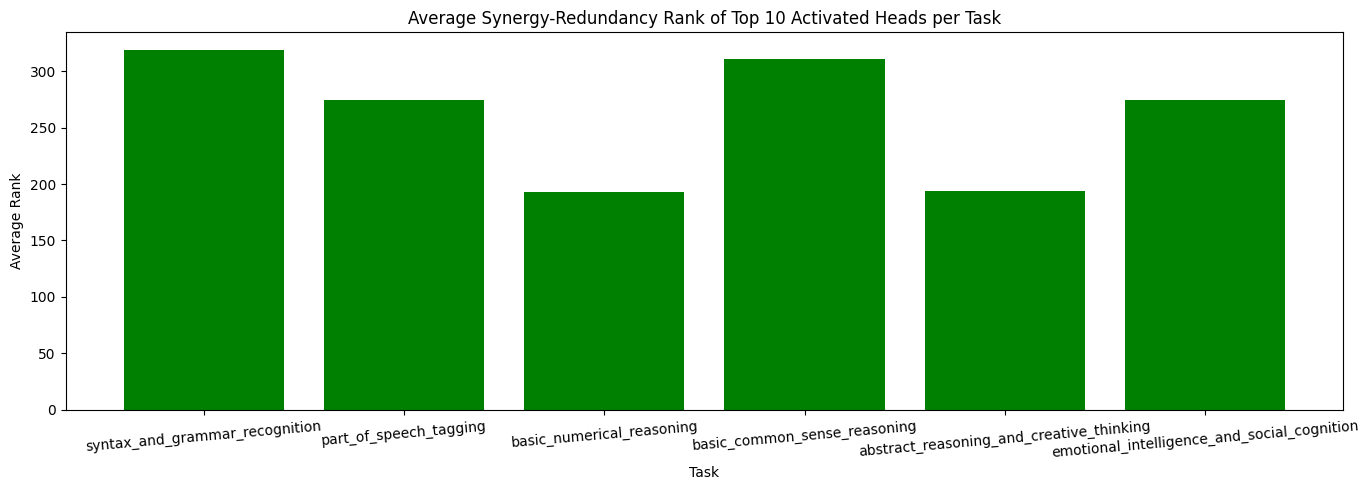 Average Synergy-Redundancy Rank of Top 10 Activated Heads per Task
Average Rank
300
250
200
150
100
50
0
syntax_and_grammar_recognition
part_of_speech_tagging
basic_numerical_reasoning
basic_common_sense_reasoning
abstract_reasoning_and_creative_thinking
emotional_intelligence_and_social_cognition
Task